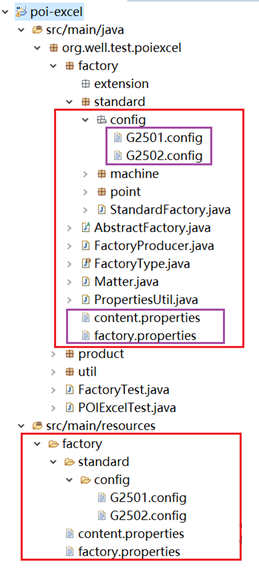 poi-excel
src/main/java
org.well.test.poiexcel
factory
extension
standard
config
G2501.config
G2502.config
machine
point
StandardFactory.java
AbstractFactory.java
FactoryProducer.java
FactoryType.java
Matter.java
PropertiesUtil.java
content.properties
factory.properties
product
util
FactoryTest.java
POIExcelTest.java
src/main/resources
factory
standard
config
G2501.config
G2502.config
content.properties
factory.properties